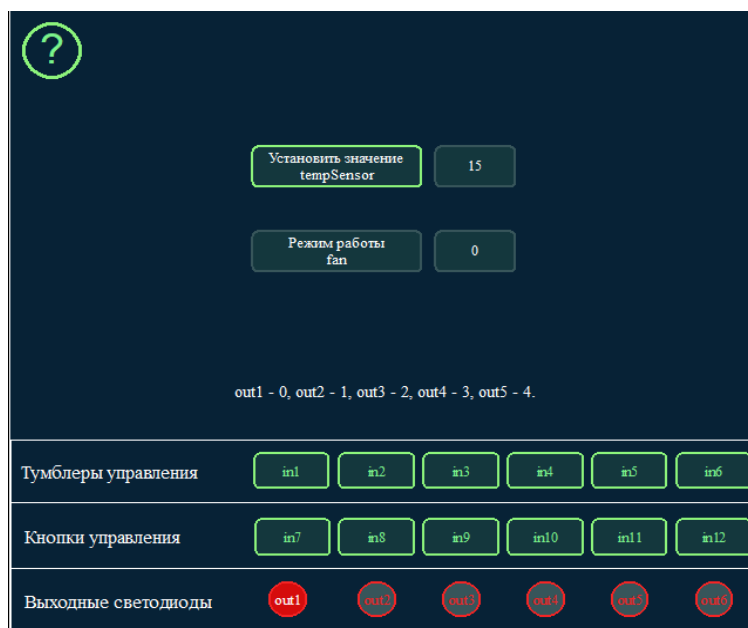 ?
Установить значение
tempSensor
15
Режим работы
fan
0
out1 - 0, out2 - 1, out3 - 2, out4 - 3, out5 - 4.
Тумблеры управления in1 in2 in3 in4 in5 in6
Кнопки управления in7 in8 in9 in10 in11 in12
Выходные светодиоды out1 out2 out3 out4 out5 out6